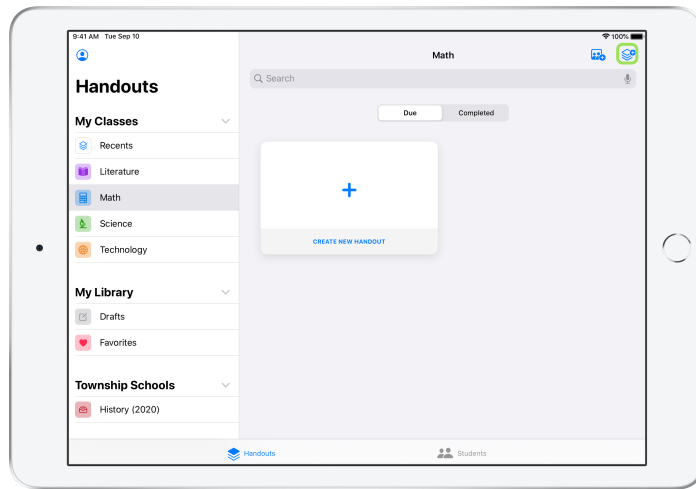 9:41 AM Tue Sep 10
100%
Handouts
My Classes
Recents
Literature
Math
Science
Technology
My Library
Drafts
Favorites
Township Schools
History (2020)
Math
Search
Due
Completed
CREATE NEW HANDOUT
Handouts
Students